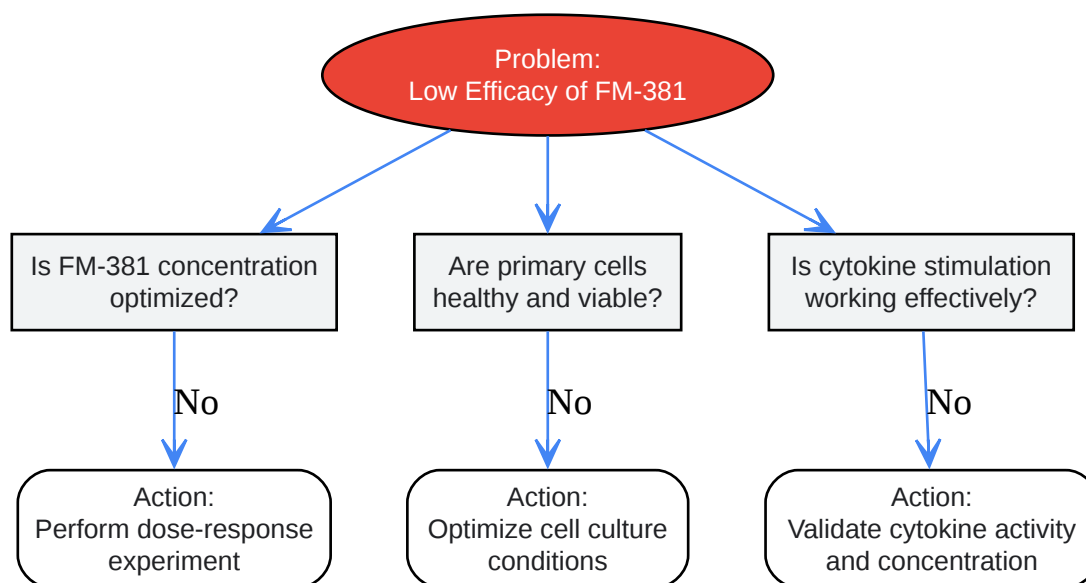 Problem:
Low Efficacy of FM-381
Is FM-381 concentration
optimized?
Are primary cells
healthy and viable?
Is cytokine stimulation
working effectively?
No
No
No
Action:
Perform dose-response
experiment
Action:
Optimize cell culture
conditions
Action:
Validate cytokine activity
and concentration